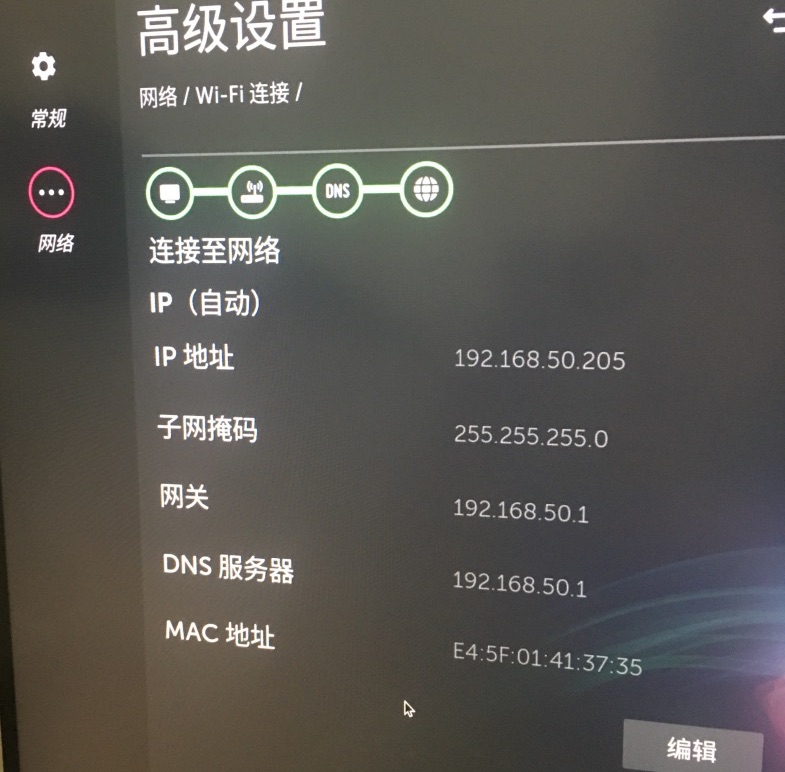 高级设置
网络 / Wi-Fi 连接 /
常规
网络
DNS
连接至网络
IP（自动）
IP 地址 192.168.50.205
子网掩码 255.255.255.0
网关 192.168.50.1
DNS 服务器 192.168.50.1
MAC 地址 E4:5F:01:41:37:35
编辑